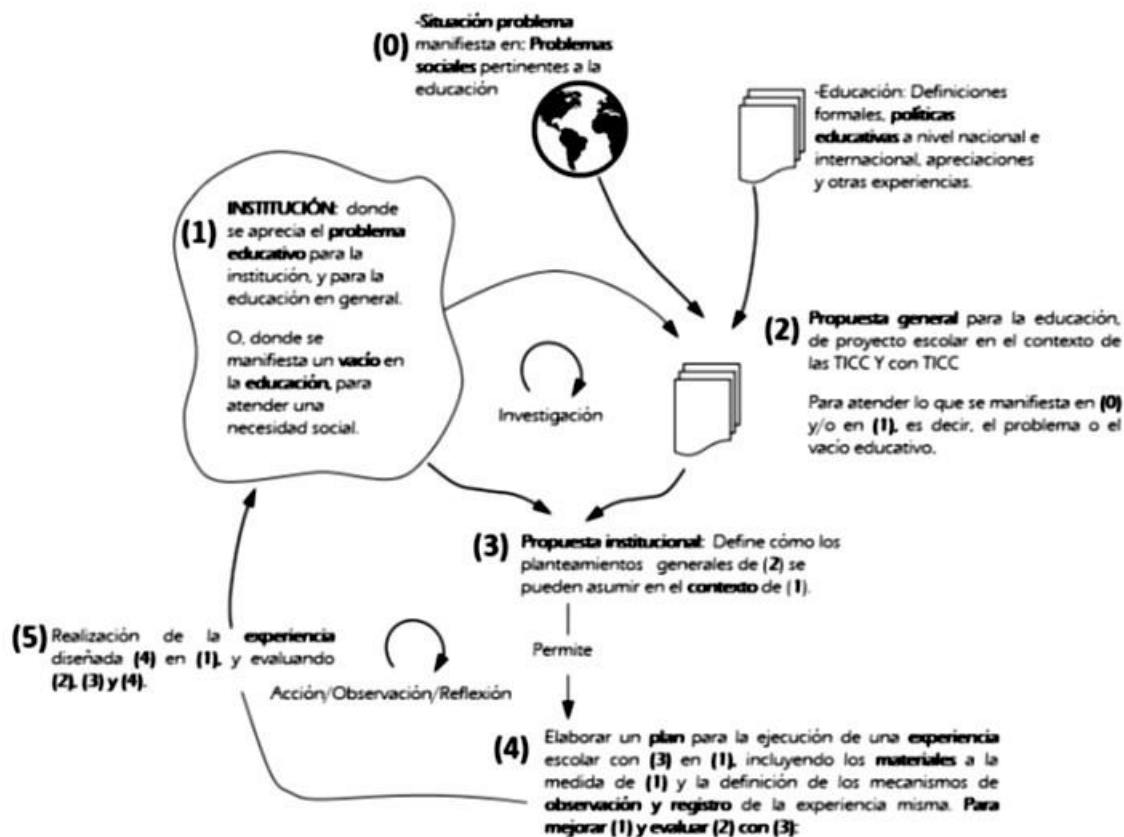 (0)
-Situación problema
manifiesta en: Problemas
sociales pertinentes a la
educación
-Educación: Definiciones
formales, políticas
educativas a nivel nacional e
internacional, apreciaciones
y otras experiencias.
(1)
INSTITUCIÓN: donde
se aprecia el problema
educativo para la
institución, y para la
educación en general.
O, donde se
manifiesta un vacío en
la educación, para
atender una
necesidad social.
Investigación
(2)
Propuesta general para la educación,
de proyecto escolar en el contexto de
las TICC Y con TICC
Para atender lo que se manifiesta en (0)
y/o en (1), es decir, el problema o el
vacío educativo.
(3)
Propuesta institucional: Define cómo los
planteamientos generales de (2) se
pueden asumir en el contexto de (1).
Permite
(5)
Realización de la experiencia
diseñada (4) en (1), y evaluando
(2), (3) y (4).
Acción/Observación/Reflexión
(4)
Elaborar un plan para la ejecución de una experiencia
escolar con (3) en (1), incluyendo los materiales a la
medida de (1) y la definición de los mecanismos de
observación y registro de la experiencia misma. Para
mejorar (1) y evaluar (2) con (3):